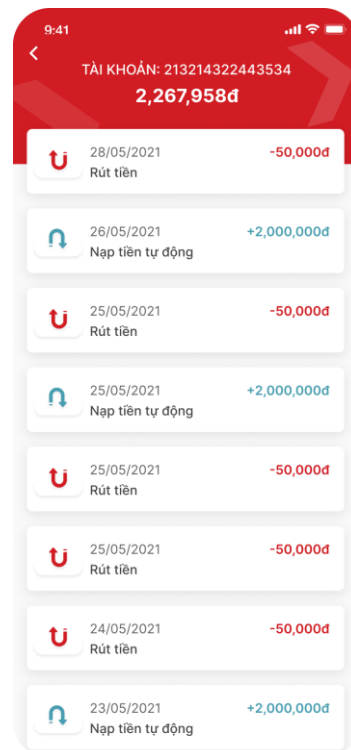 9:41
TÀI KHOẢN: 213214322443534
2,267,958đ
28/05/2021 -50,000đ
Rút tiền
26/05/2021 +2,000,000đ
Nạp tiền tự động
25/05/2021 -50,000đ
Rút tiền
25/05/2021 +2,000,000đ
Nạp tiền tự động
25/05/2021 -50,000đ
Rút tiền
25/05/2021 -50,000đ
Rút tiền
24/05/2021 -50,000đ
Rút tiền
23/05/2021 +2,000,000đ
Nạp tiền tự động